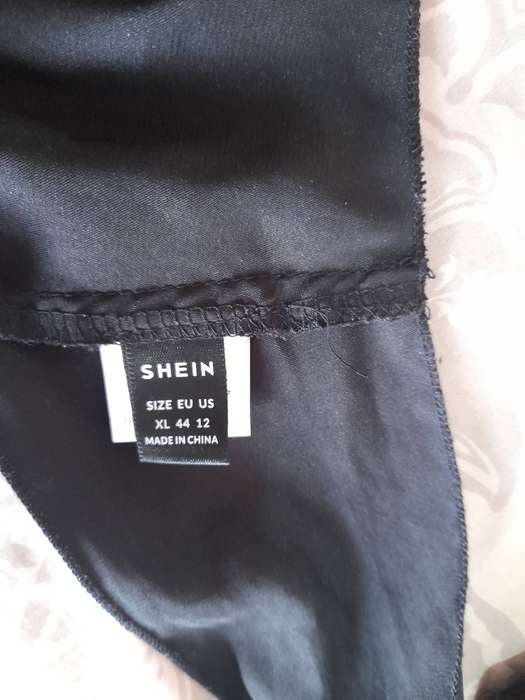 SHEIN
SIZE EU US
XL 44 12
MADE IN CHINA